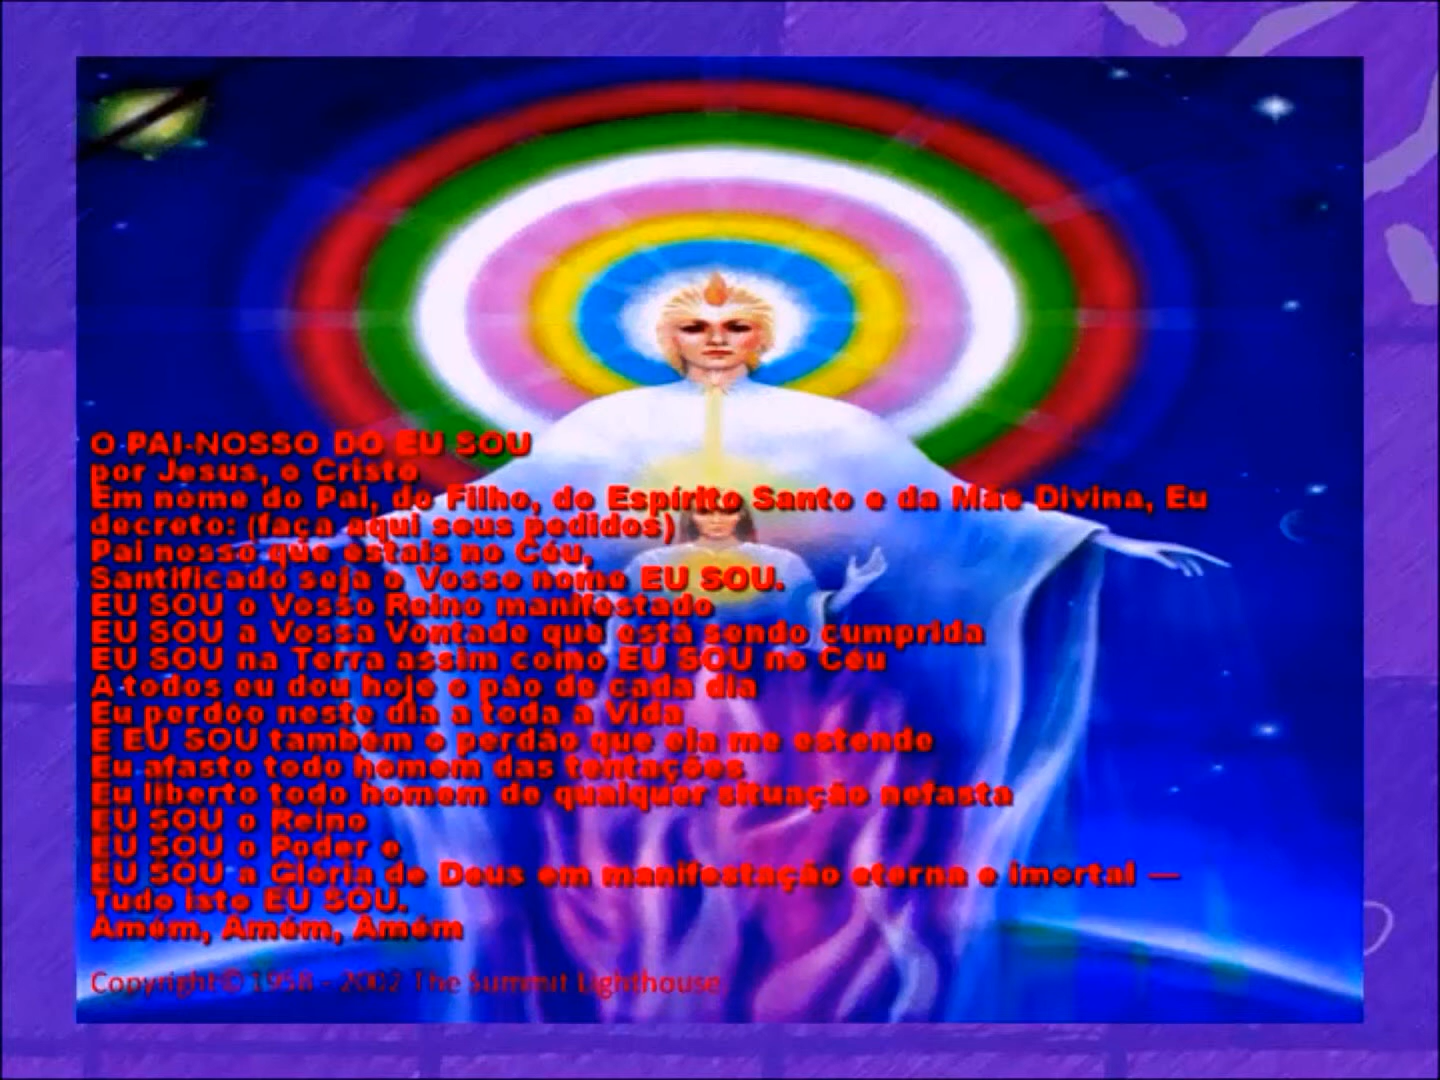 O PAI-NOSSO DO EU SOU
por Jesus, o Cristo
Em nome do Pai, do Filho, do Espírito Santo e da Mãe Divina, Eu
decreto: (faça aqui seus pedidos)
Pai nosso que estais no Céu,
Santificado seja o Vosso nome EU SOU.
EU SOU o Vosso Reino manifestado
EU SOU a Vossa Vontade que está sendo cumprida
EU SOU na Terra assim como EU SOU no Céu
A todos eu dou hoje o pão de cada dia
Eu perdôo neste dia a toda a Vida
E EU SOU também o perdão que ela me estende
Eu afasto todo homem das tentações
Eu liberto todo homem de qualquer situação nefasta
EU SOU o Reino
EU SOU o Poder e
EU SOU a Glória de Deus em manifestação eterna e imortal —
Tudo isto EU SOU.
Amém, Amém, Amém
Copyright© 1958 - 2002 The Summit Lighthouse